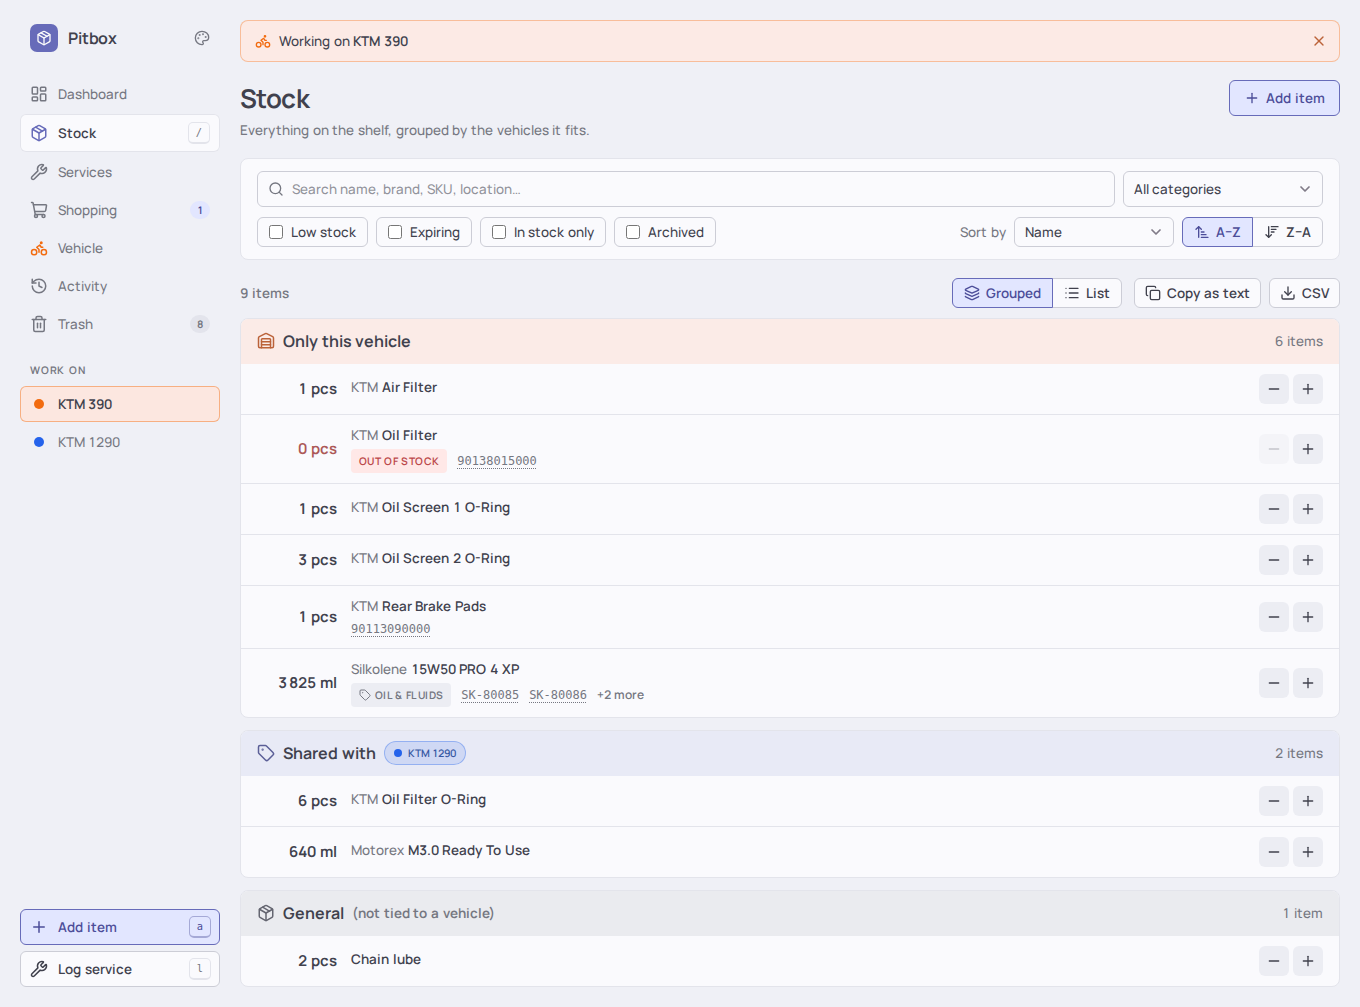 Pitbox
Dashboard
Stock /
Services
Shopping 1
Vehicle
Activity
Trash 8
WORK ON
KTM 390
KTM 1290
Add item a
Log service l
Working on KTM 390
Stock
Add item
Everything on the shelf, grouped by the vehicles it fits.
Search name, brand, SKU, location...
All categories
Low stock
Expiring
In stock only
Archived
Sort by
Name
A–Z
Z–A
9 items
Grouped
List
Copy as text
CSV
Only this vehicle
6 items
1 pcs KTM Air Filter
0 pcs KTM Oil Filter
OUT OF STOCK 90138015000
1 pcs KTM Oil Screen 1 O-Ring
3 pcs KTM Oil Screen 2 O-Ring
1 pcs KTM Rear Brake Pads
90113090000
3 825 ml Silkolene 15W50 PRO 4 XP
OIL & FLUIDS SK-80085 SK-80086 +2 more
Shared with KTM 1290
2 items
6 pcs KTM Oil Filter O-Ring
640 ml Motorex M3.0 Ready To Use
General (not tied to a vehicle)
1 item
2 pcs Chain lube